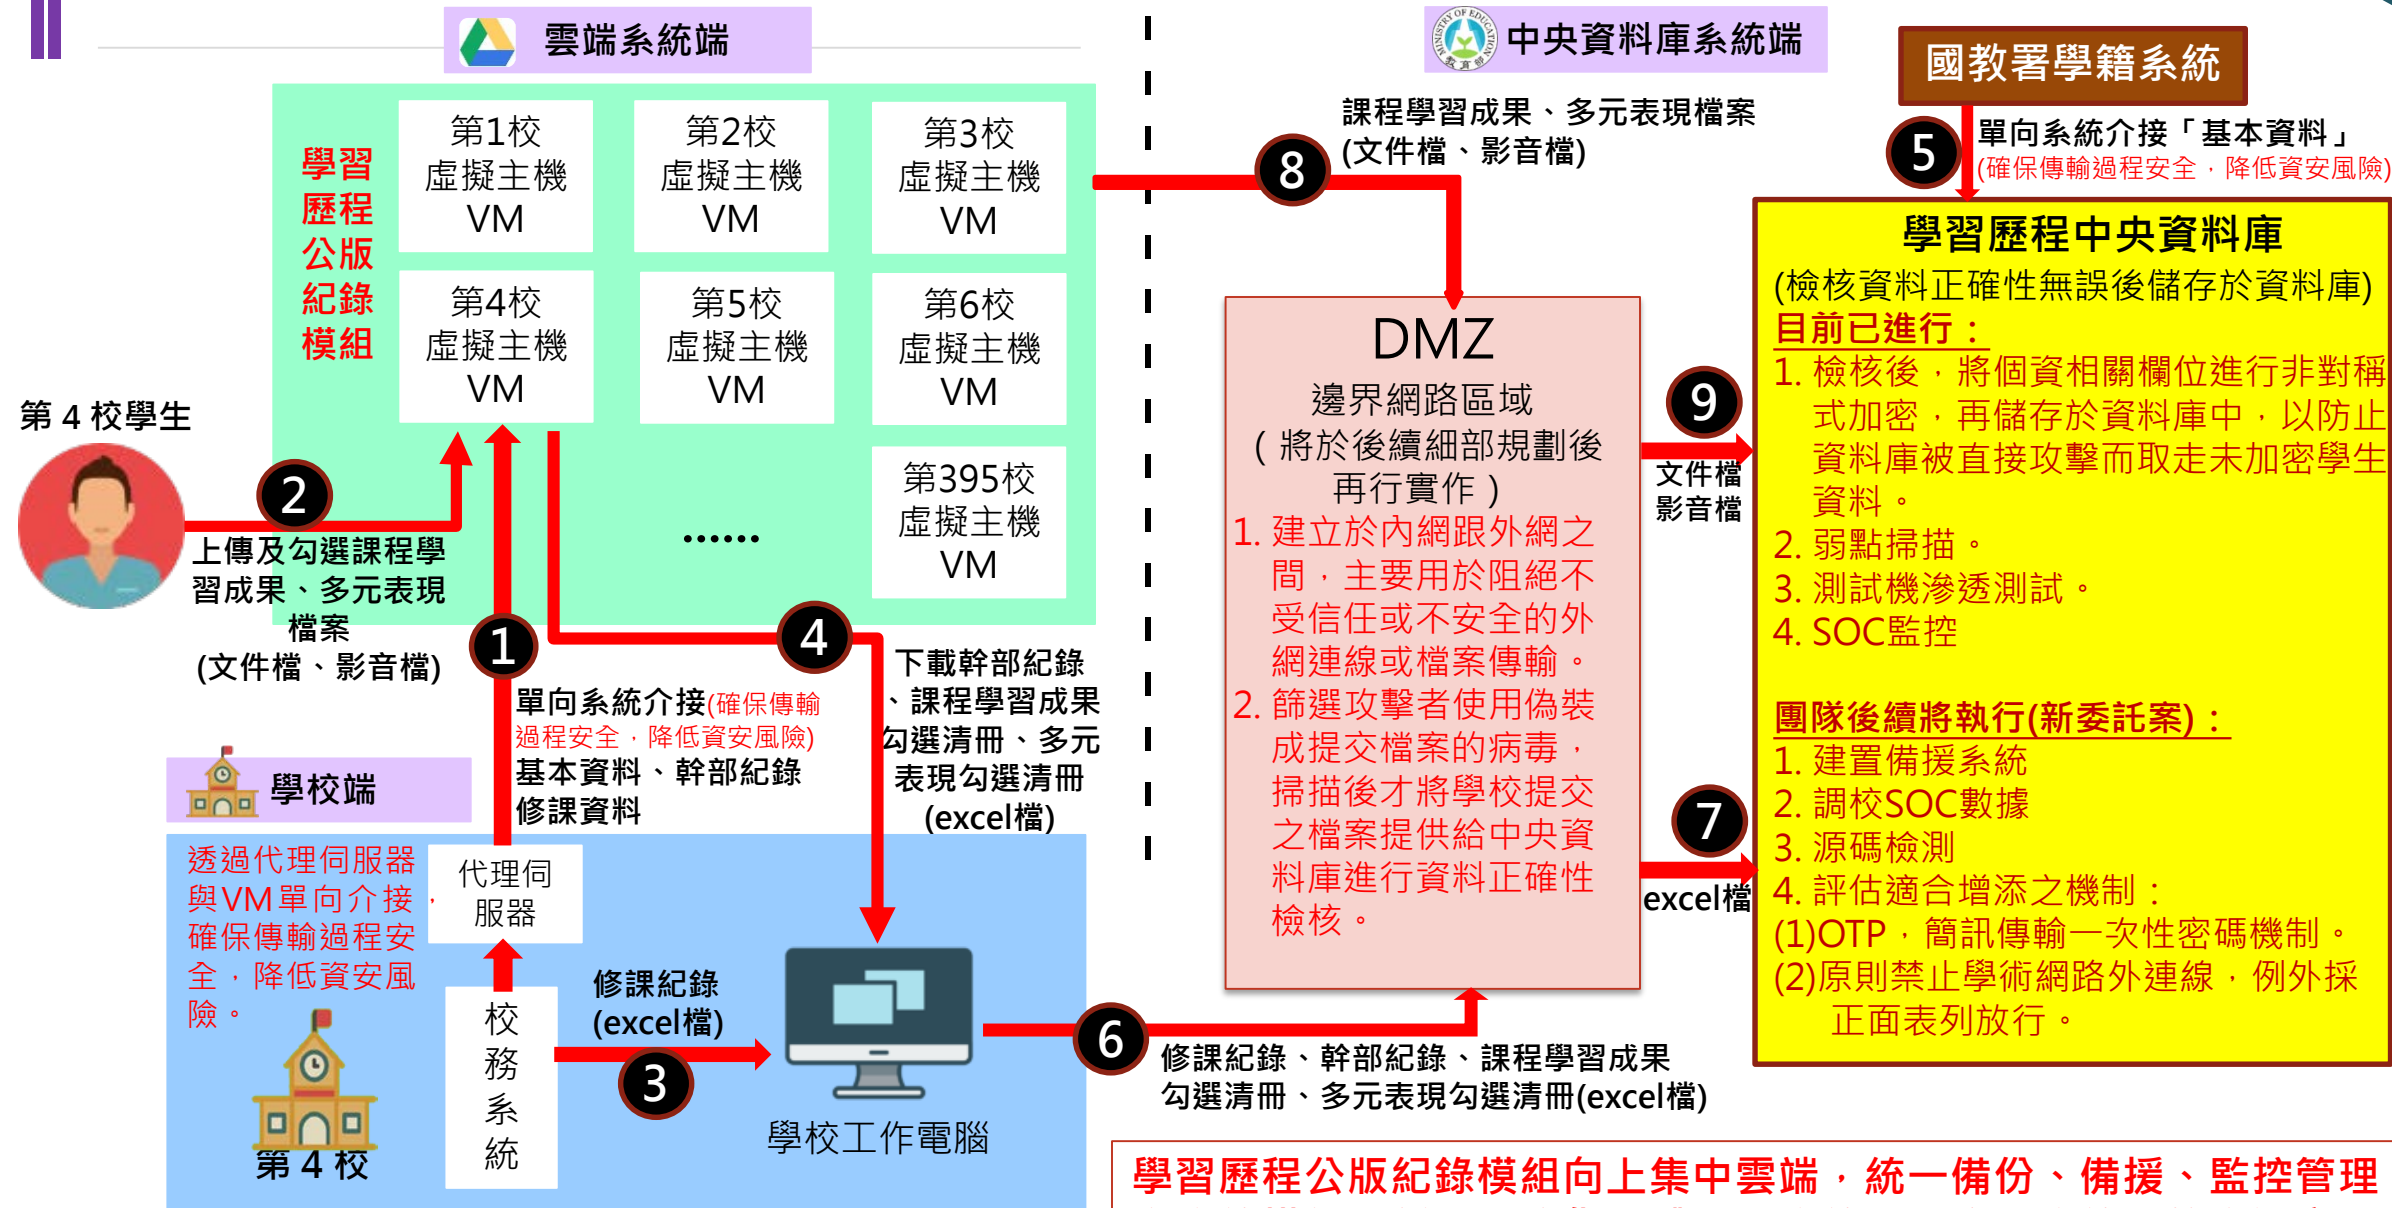 雲端系統端
中央資料庫系統端
MINISTRY OF EDUCATION
教育部
國教署學籍系統
學習
歷程
公版
紀錄
模組
第1校
虛擬主機
VM
第2校
虛擬主機
VM
第3校
虛擬主機
VM
第4校
虛擬主機
VM
第5校
虛擬主機
VM
第6校
虛擬主機
VM
......
第395校
虛擬主機
VM
第4校學生
2
上傳及勾選課程學
習成果、多元表現
檔案
(文件檔、影音檔)
1
單向系統介接(確保傳輸
過程安全，降低資安風險)
基本資料、幹部紀錄
修課資料
4
下載幹部紀錄
、課程學習成果
勾選清冊、多元
表現勾選清冊
(excel檔)
學校端
透過代理伺服器
與VM單向介接，
確保傳輸過程安
全，降低資安風
險。
代理伺
服器
校
務
系
統
第4校
修課紀錄
(excel檔)
3
學校工作電腦
6
修課紀錄、幹部紀錄、課程學習成果
勾選清冊、多元表現勾選清冊(excel檔)
8
課程學習成果、多元表現檔案
(文件檔、影音檔)
DMZ
邊界網路區域
(將於後續細部規劃後
再行實作)
1. 建立於內網跟外網之
間，主要用於阻絕不
受信任或不安全的外
網連線或檔案傳輸。
2. 篩選攻擊者使用偽裝
成提交檔案的病毒，
掃描後才將學校提交
之檔案提供給中央資
料庫進行資料正確性
檢核。
9
文件檔
影音檔
7
excel檔
5
單向系統介接「基本資料」
(確保傳輸過程安全，降低資安風險)
學習歷程中央資料庫
(檢核資料正確性無誤後儲存於資料庫)
目前已進行：
1. 檢核後，將個資相關欄位進行非對稱
式加密，再儲存於資料庫中，以防止
資料庫被直接攻擊而取走未加密學生
資料。
2. 弱點掃描。
3. 測試機滲透測試。
4. SOC監控
團隊後續將執行(新委託案)：
1. 建置備援系統
2. 調校SOC數據
3. 源碼檢測
4. 評估適合增添之機制：
(1)OTP，簡訊傳輸一次性密碼機制。
(2)原則禁止學術網路外連線，例外採
正面表列放行。
學習歷程公版紀錄模組向上集中雲端，統一備份、備援、監控管理